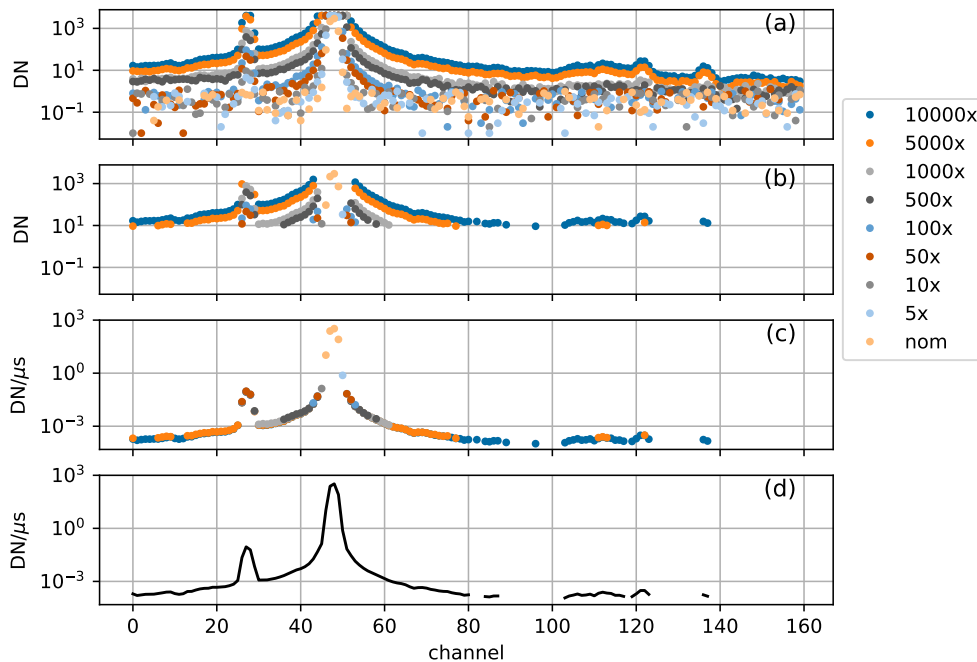 (a)
10³
10¹
10⁻¹
DN
(b)
10³
10¹
10⁻¹
DN
(c)
10³
10⁰
10⁻³
DN/μs
(d)
10³
10⁰
10⁻³
DN/μs
0 20 40 60 80 100 120 140 160
channel
10000x
5000x
1000x
500x
100x
50x
10x
5x
nom